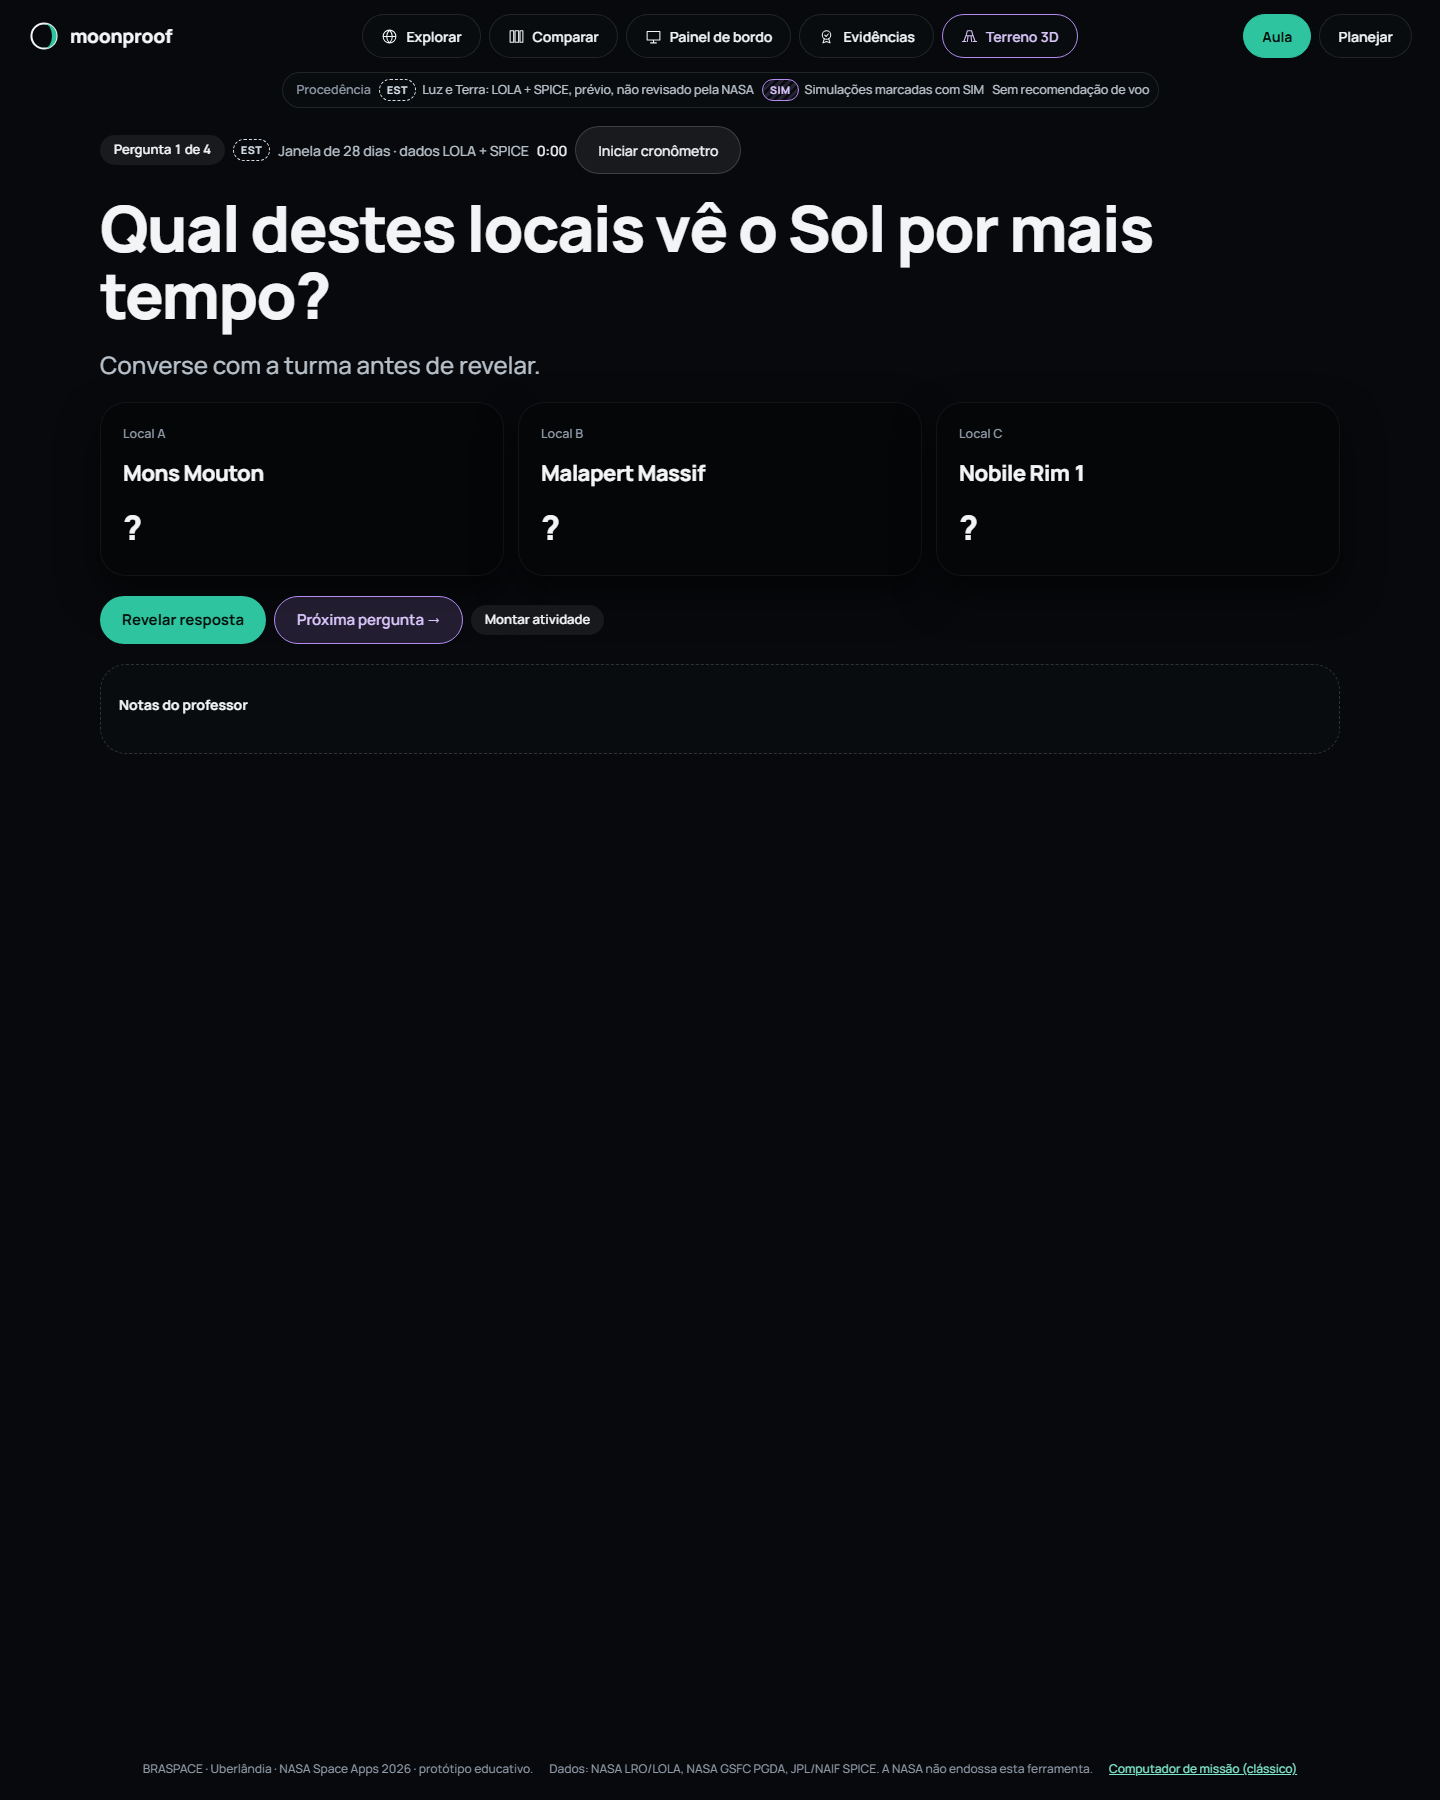 moonproof
Explorar
Comparar
Painel de bordo
Evidências
Terreno 3D
Aula
Planejar
Procedência EST Luz e Terra: LOLA + SPICE, prévio, não revisado pela NASA SIM Simulações marcadas com SIM Sem recomendação de voo
Pergunta 1 de 4 EST Janela de 28 dias · dados LOLA + SPICE 0:00 Iniciar cronômetro
Qual destes locais vê o Sol por mais
tempo?
Converse com a turma antes de revelar.
Local A
Mons Mouton
?
Local B
Malapert Massif
?
Local C
Nobile Rim 1
?
Revelar resposta
Próxima pergunta →
Montar atividade
Notas do professor
BRASPACE · Uberlândia · NASA Space Apps 2026 · protótipo educativo. Dados: NASA LRO/LOLA, NASA GSFC PGDA, JPL/NAIF SPICE. A NASA não endossa esta ferramenta. Computador de missão (clássico)